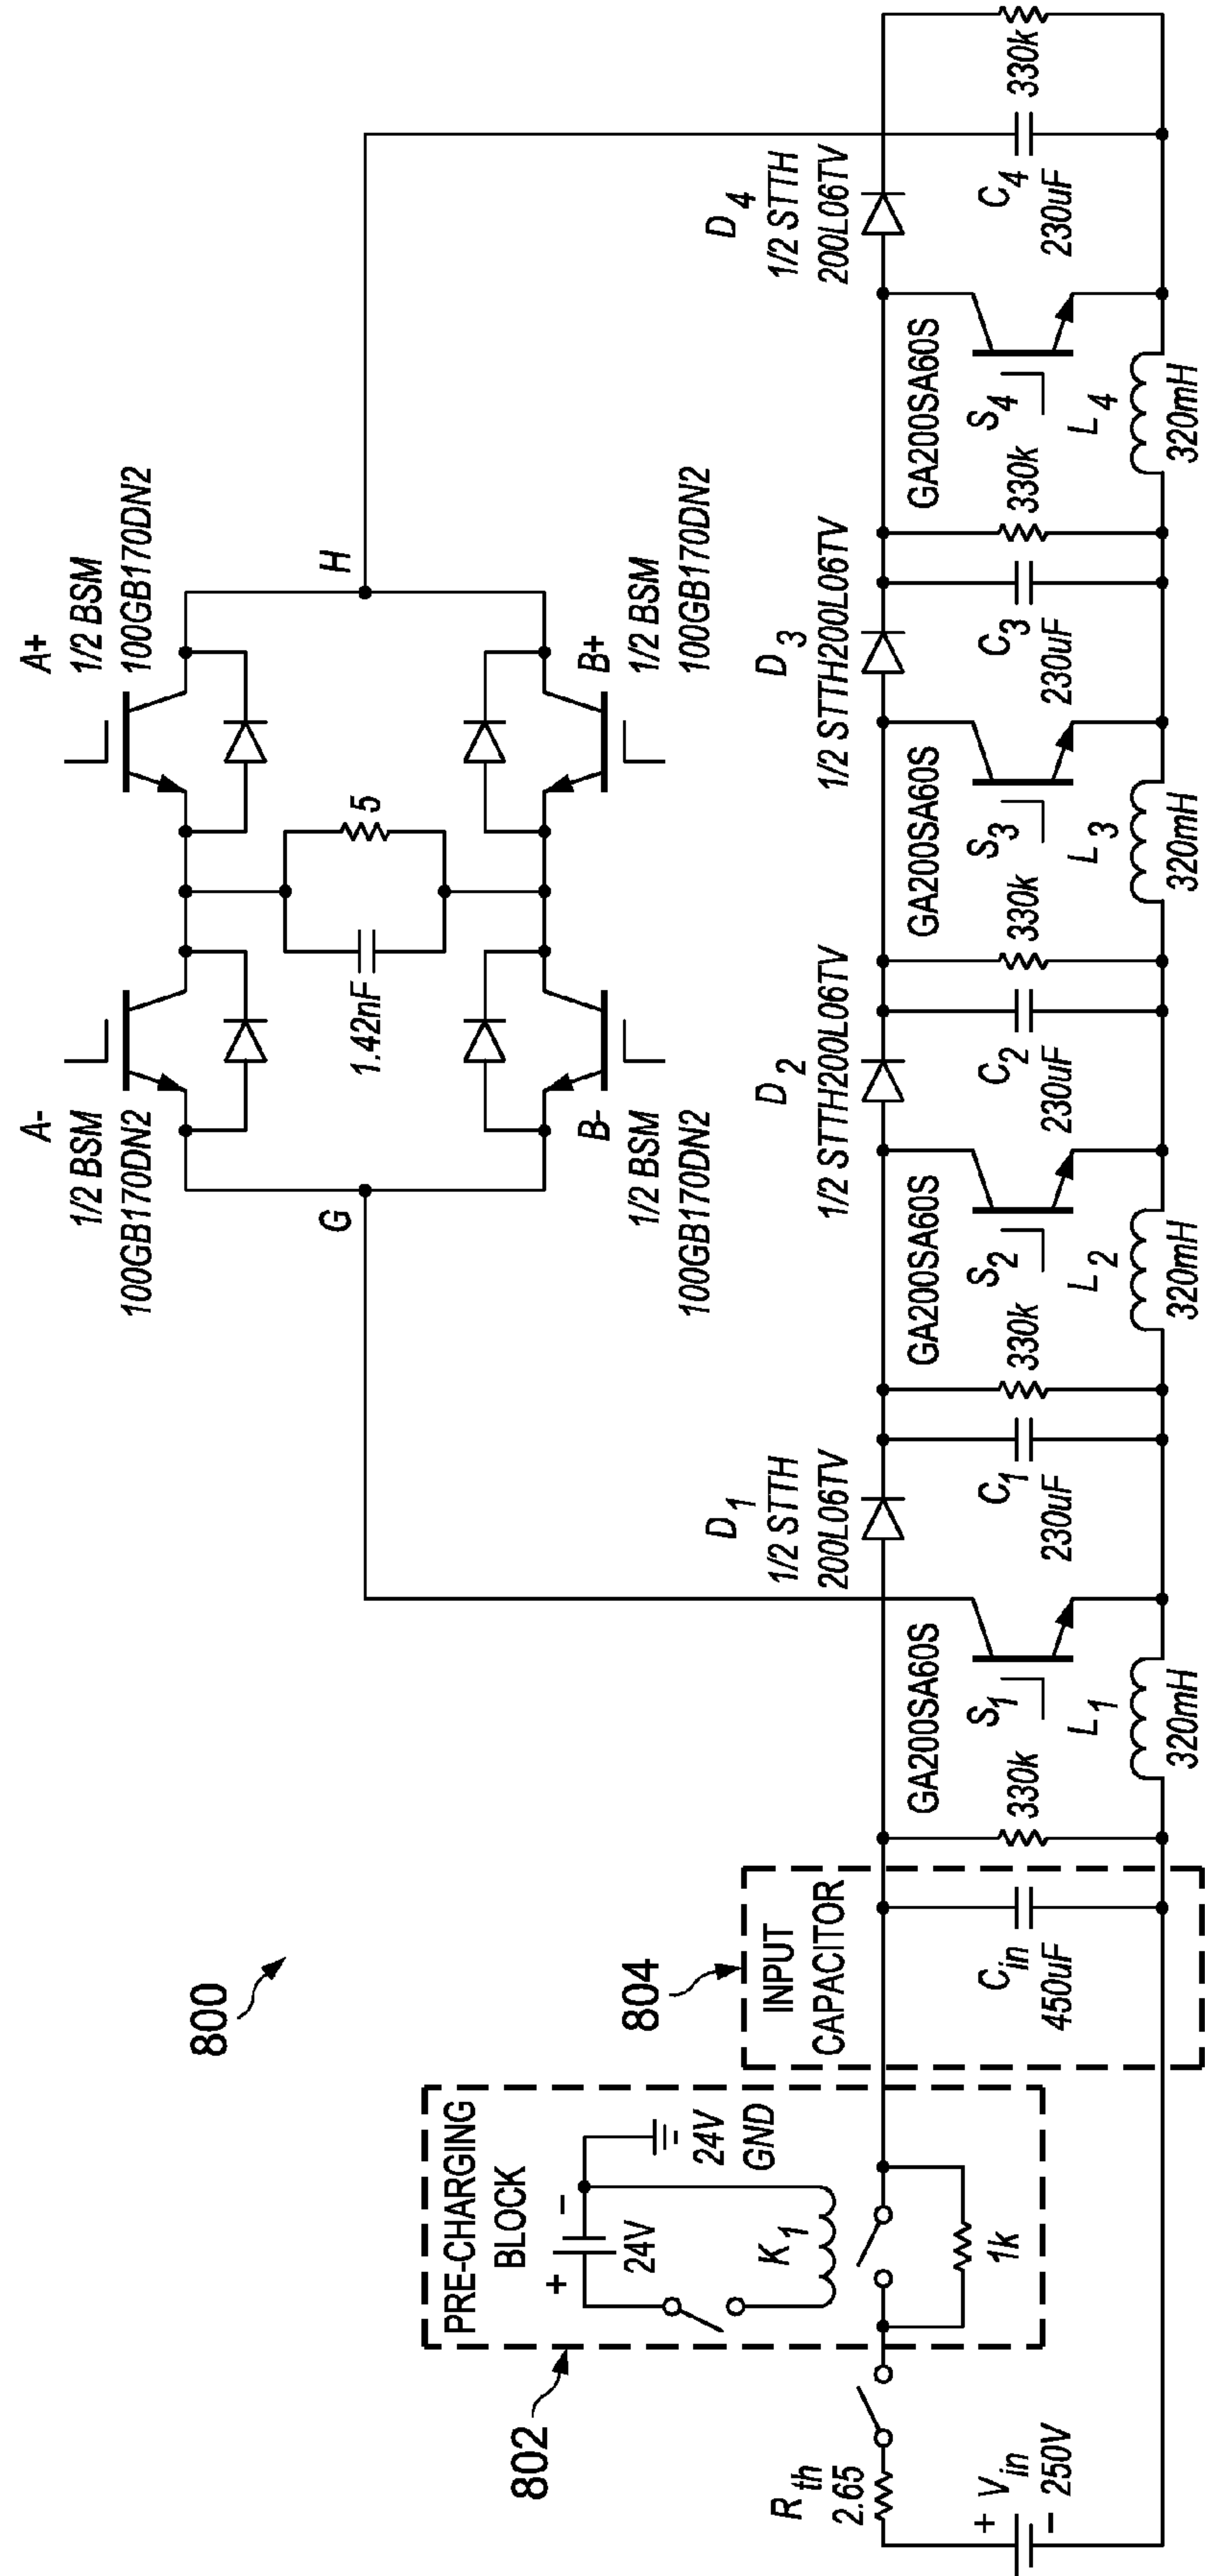 800
802
804
PRE-CHARGING
BLOCK
+
-
24V
24V
GND
K1
1k
Rth
2.65
+
-
Vin
250V
INPUT
CAPACITOR
Cin
450uF
330k
GA200SA60S
S1
L1
320mH
D1
1/2 STTH
200L06TV
C1
230uF
330k
GA200SA60S
S2
L2
320mH
D2
1/2 STTH200L06TV
C2
230uF
330k
GA200SA60S
S3
L3
320mH
D3
1/2 STTH200L06TV
C3
230uF
330k
GA200SA60S
S4
L4
320mH
D4
1/2 STTH
200L06TV
C4
230uF
330k
A-
1/2 BSM
100GB170DN2
A+
1/2 BSM
100GB170DN2
G
1.42nF
5
H
B-
1/2 BSM
100GB170DN2
B+
1/2 BSM
100GB170DN2